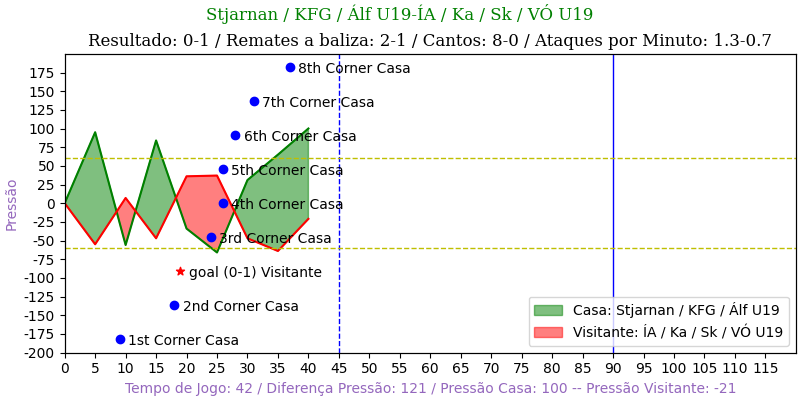 Stjarnan / KFG / Álf U19-ÍA / Ka / Sk / VÓ U19
Resultado: 0-1 / Remates a baliza: 2-1 / Cantos: 8-0 / Ataques por Minuto: 1.3-0.7
Pressão
175
150
125
100
75
50
25
0
-25
-50
-75
-100
-125
-150
-175
-200
8th Corner Casa
7th Corner Casa
6th Corner Casa
5th Corner Casa
4th Corner Casa
3rd Corner Casa
goal (0-1) Visitante
2nd Corner Casa
1st Corner Casa
Casa: Stjarnan / KFG / Álf U19
Visitante: ÍA / Ka / Sk / VÓ U19
0 5 10 15 20 25 30 35 40 45 50 55 60 65 70 75 80 85 90 95 100 105 110 115
Tempo de Jogo: 42 / Diferença Pressão: 121 / Pressão Casa: 100 -- Pressão Visitante: -21